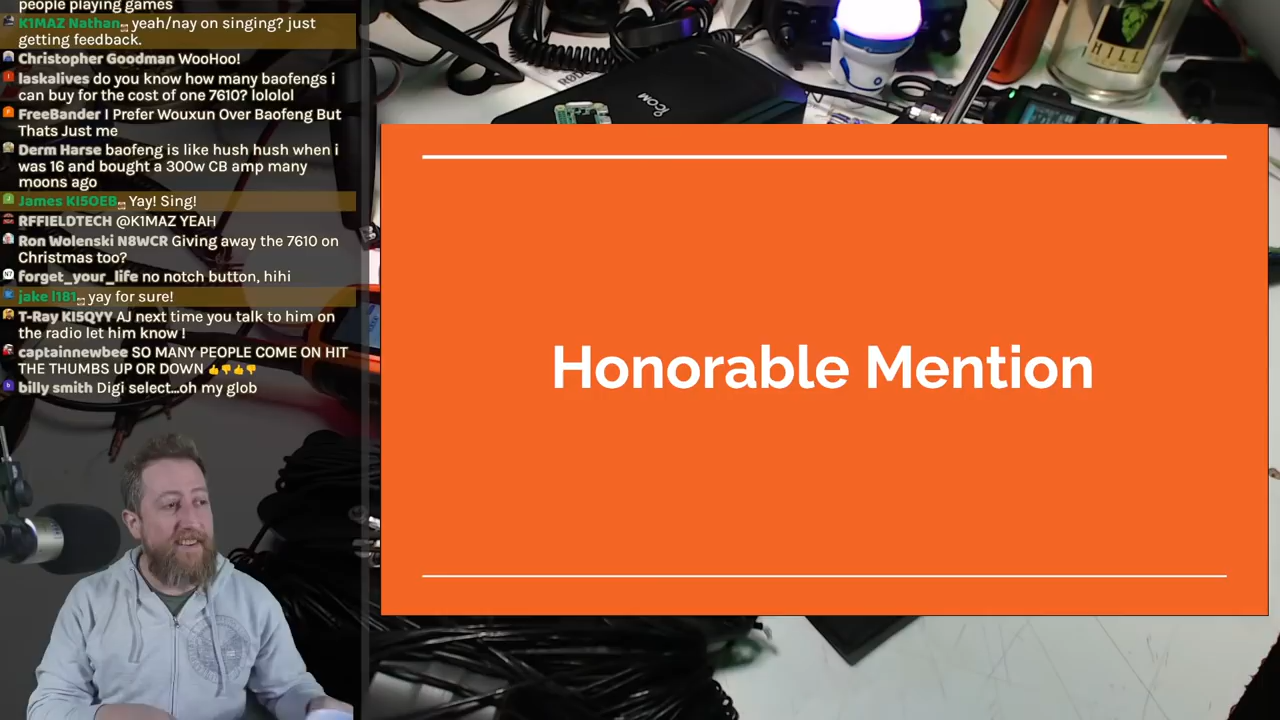 people playing games
K1MAZ Nathan yeah/nay on singing? just
getting feedback.
Christopher Goodman WooHoo!
laskalives do you know how many baofengs i
can buy for the cost of one 7610? lololol
FreeBander I Prefer Wouxun Over Baofeng But
Thats Just me
Derm Harse baofeng is like hush hush when i
was 16 and bought a 300w CB amp many
moons ago
James KI5OEB Yay! Sing!
RFFIELDTECH @K1MAZ YEAH
Ron Wolenski N8WCR Giving away the 7610 on
Christmas too?
forget_your_life no notch button, hihi
jake l181 yay for sure!
T-Ray KI5QYY AJ next time you talk to him on
the radio let him know !
captainnewbee SO MANY PEOPLE COME ON HIT
THE THUMBS UP OR DOWN 👍👎👍👎
billy smith Digi select...oh my glob
ICOM
HILL
Honorable Mention